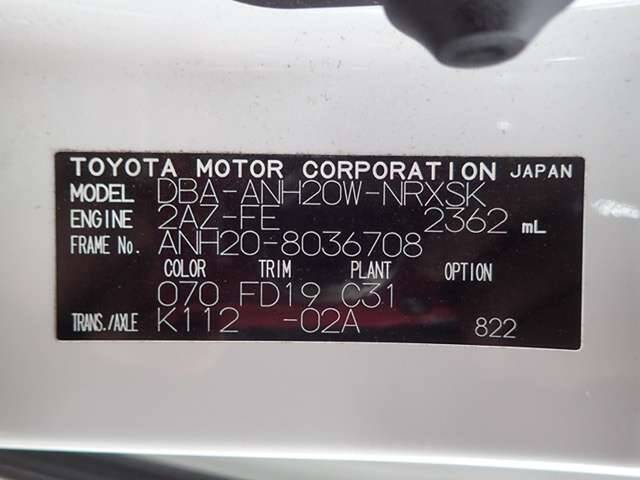 TOYOTA MOTOR CORPORATION JAPAN
MODEL DBA-ANH20W-NRXSK
ENGINE 2AZ-FE 2362 mL
FRAME No. ANH20-8036708
COLOR TRIM PLANT OPTION
070 FD19 C31
TRANS./AXLE K112 -02A 822